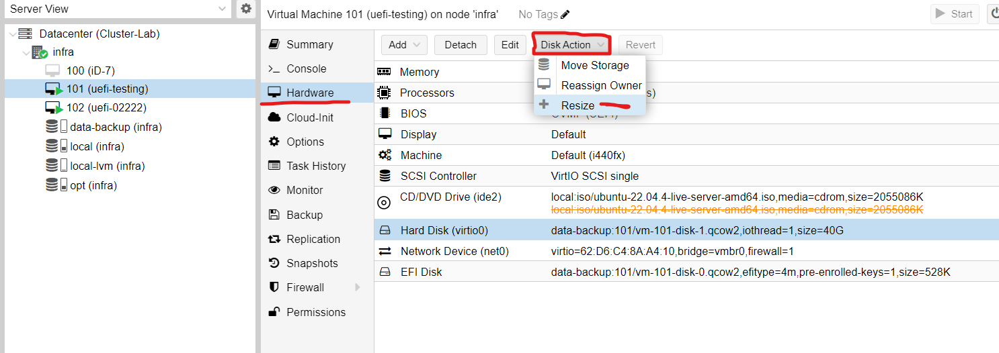 Server View
Virtual Machine 101 (uefi-testing) on node 'infra' No Tags Start
Datacenter (Cluster-Lab)
infra
100 (iD-7)
101 (uefi-testing)
102 (uefi-02222)
data-backup (infra)
local (infra)
local-lvm (infra)
opt (infra)
Summary
Console
Hardware
Cloud-Init
Options
Task History
Monitor
Backup
Replication
Snapshots
Firewall
Permissions
Add Detach Edit Disk Action Revert
Move Storage
Reassign Owner
Resize
Memory
Processors s)
BIOS
Display Default
Machine Default (i440fx)
SCSI Controller VirtIO SCSI single
CD/DVD Drive (ide2) local:iso/ubuntu-22.04.4-live-server-amd64.iso,media=cdrom,size=2055086K
local:iso/ubuntu-22.04.4-live-server-amd64.iso,media=cdrom,size=2055086K
Hard Disk (virtio0) data-backup:101/vm-101-disk-1.qcow2,iothread=1,size=40G
Network Device (net0) virtio=62:D6:C4:8A:A4:10,bridge=vmbr0,firewall=1
EFI Disk data-backup:101/vm-101-disk-0.qcow2,efitype=4m,pre-enrolled-keys=1,size=528K